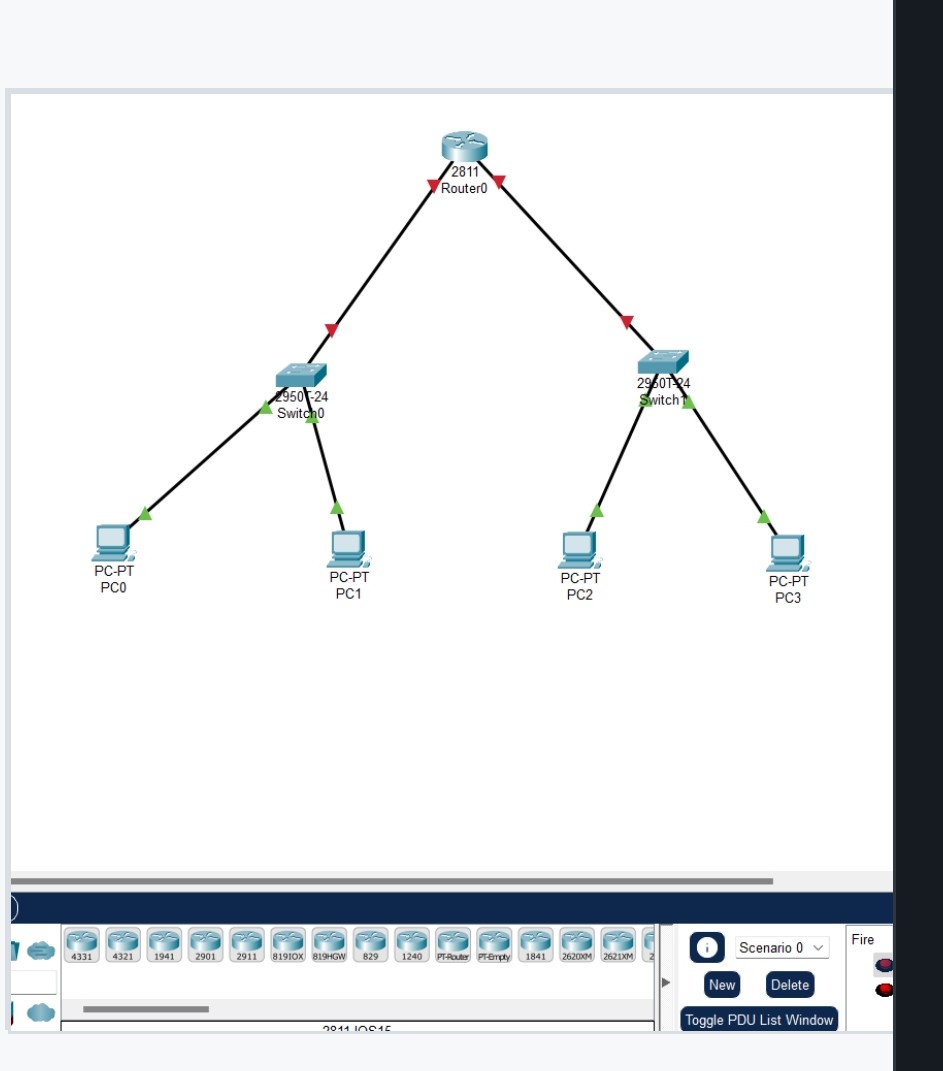 2811
Router0
2950T-24
Switch0
2950T-24
Switch1
PC-PT
PC0
PC-PT
PC1
PC-PT
PC2
PC-PT
PC3
4331
4321
1941
2901
2911
819IOX
819HGW
829
1240
PT-Router
PT-Empty
1841
2620XM
2621XM
2
2811 IOS15
Scenario 0
New
Delete
Toggle PDU List Window
Fire